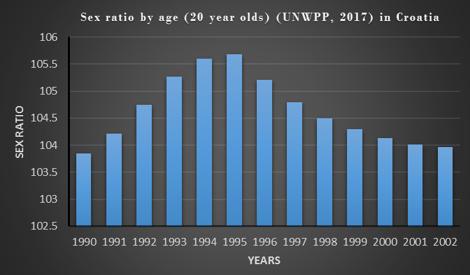 Sex ratio by age (20 year olds) (UNWPP, 2017) in Croatia
106
105.5
105
104.5
104
103.5
103
102.5
SEX RATIO
1990 1991 1992 1993 1994 1995 1996 1997 1998 1999 2000 2001 2002
YEARS